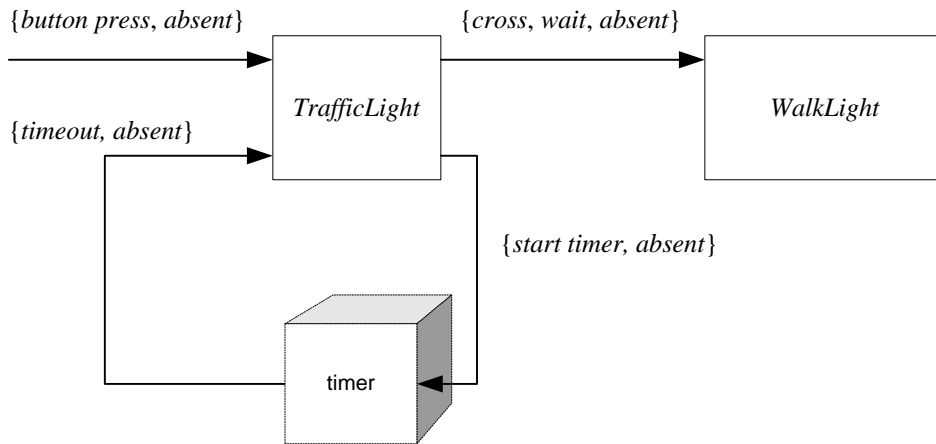 {button press, absent}
{cross, wait, absent}
TrafficLight
WalkLight
{timeout, absent}
{start timer, absent}
timer